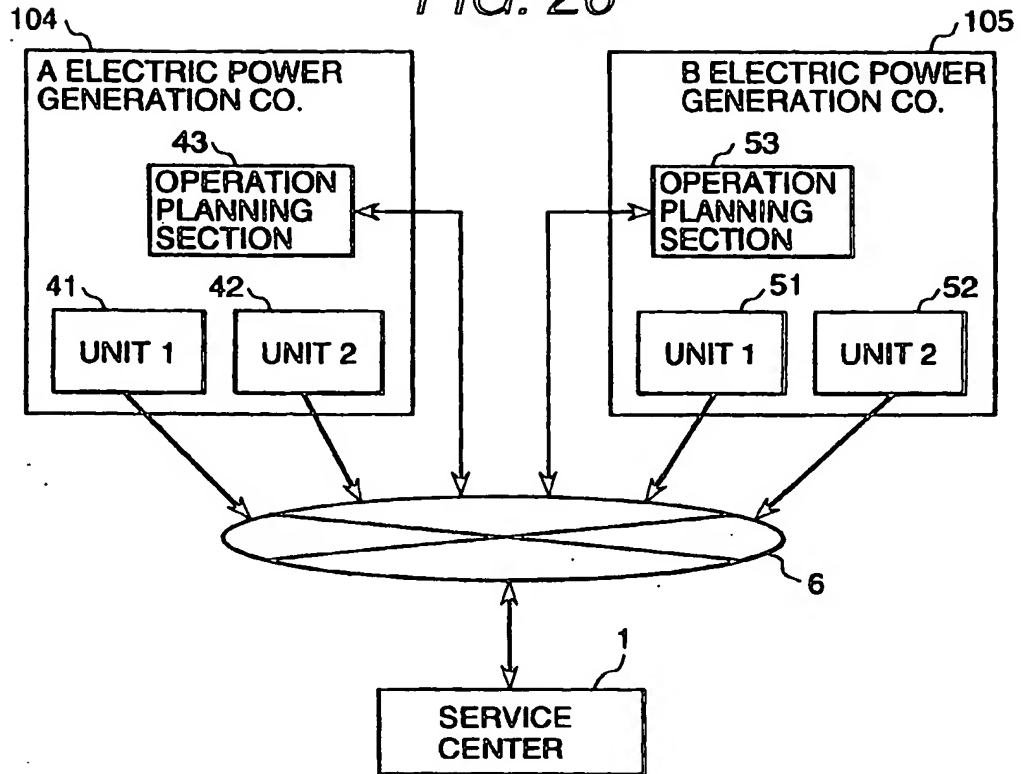 FIG.
104
105
A ELECTRIC POWER
GENERATION CO.
B ELECTRIC POWER
GENERATION CO.
43
OPERATION
PLANNING
SECTION
53
OPERATION
PLANNING
SECTION
41
UNIT 1
42
UNIT 2
51
UNIT 1
52
UNIT 2
6
1
SERVICE
CENTER